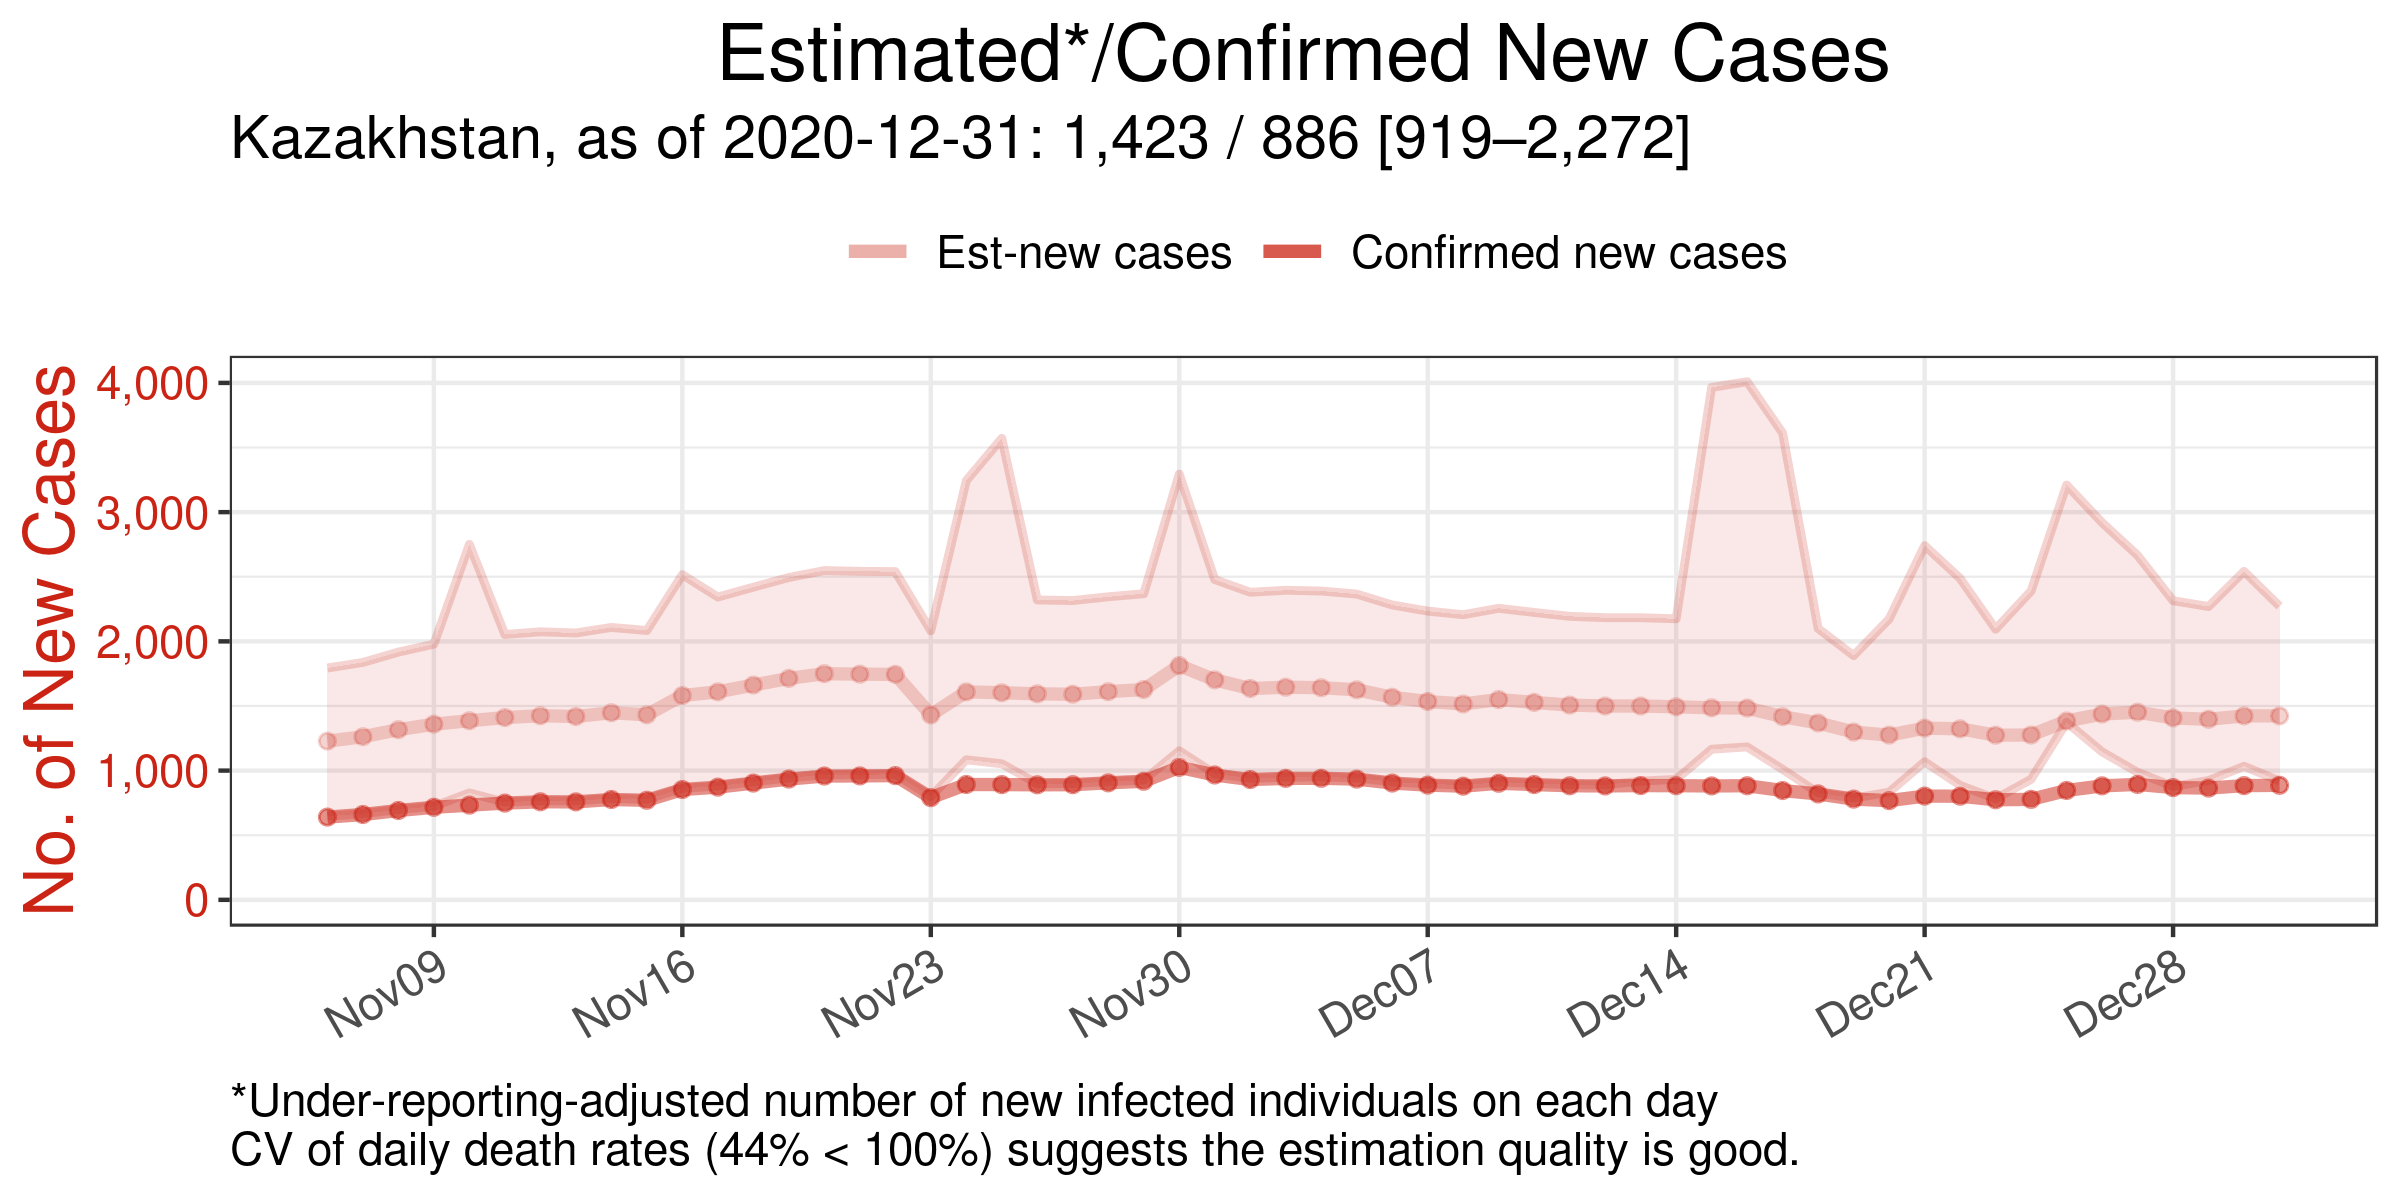 Estimated*/Confirmed New Cases
Kazakhstan, as of 2020-12-31: 1,423 / 886 [919–2,272]
Est-new cases
Confirmed new cases
No. of New Cases
4,000
3,000
2,000
1,000
0
Nov09
Nov16
Nov23
Nov30
Dec07
Dec14
Dec21
Dec28
*Under-reporting-adjusted number of new infected individuals on each day
CV of daily death rates (44% < 100%) suggests the estimation quality is good.